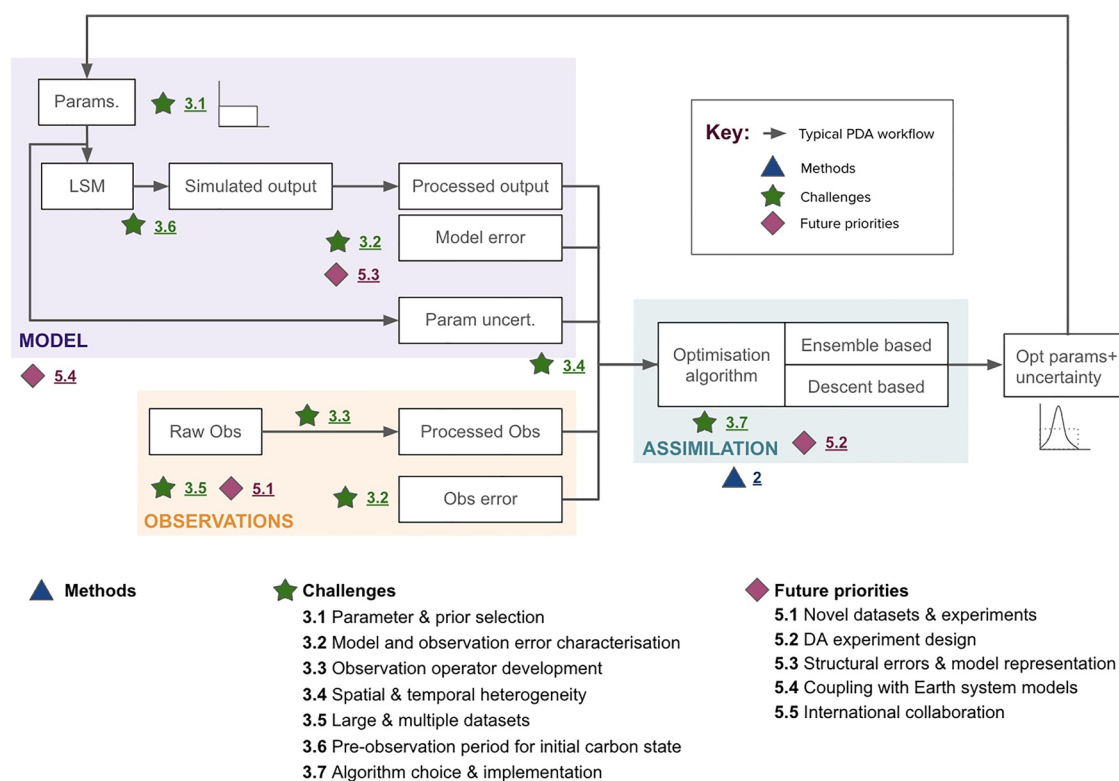 Params.
3.1
LSM
Simulated output
Processed output
3.6
3.2
Model error
5.3
Param uncert.
MODEL
5.4
3.4
Key:
Typical PDA workflow
Methods
Challenges
Future priorities
Optimisation
algorithm
Ensemble based
Descent based
3.7
5.2
ASSIMILATION
2
Opt params+
uncertainty
Raw Obs
3.3
Processed Obs
3.5
5.1
3.2
Obs error
OBSERVATIONS
Methods
Challenges
3.1 Parameter & prior selection
3.2 Model and observation error characterisation
3.3 Observation operator development
3.4 Spatial & temporal heterogeneity
3.5 Large & multiple datasets
3.6 Pre-observation period for initial carbon state
3.7 Algorithm choice & implementation
Future priorities
5.1 Novel datasets & experiments
5.2 DA experiment design
5.3 Structural errors & model representation
5.4 Coupling with Earth system models
5.5 International collaboration